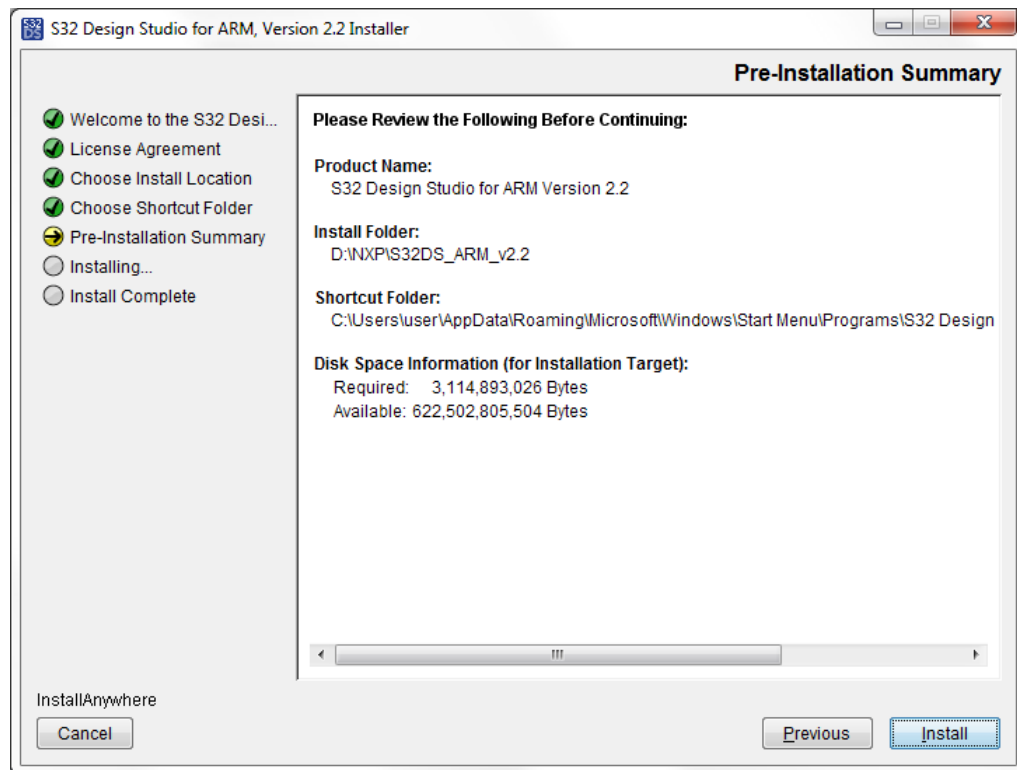 S32 DS S32 Design Studio for ARM, Version 2.2 Installer
Pre-Installation Summary
Welcome to the S32 Desi...
License Agreement
Choose Install Location
Choose Shortcut Folder
Pre-Installation Summary
Installing...
Install Complete
Please Review the Following Before Continuing:
Product Name:
S32 Design Studio for ARM Version 2.2
Install Folder:
D:\NXP\S32DS_ARM_v2.2
Shortcut Folder:
C:\Users\user\AppData\Roaming\Microsoft\Windows\Start Menu\Programs\S32 Design
Disk Space Information (for Installation Target):
Required: 3,114,893,026 Bytes
Available: 622,502,805,504 Bytes
InstallAnywhere
Cancel
Previous
Install